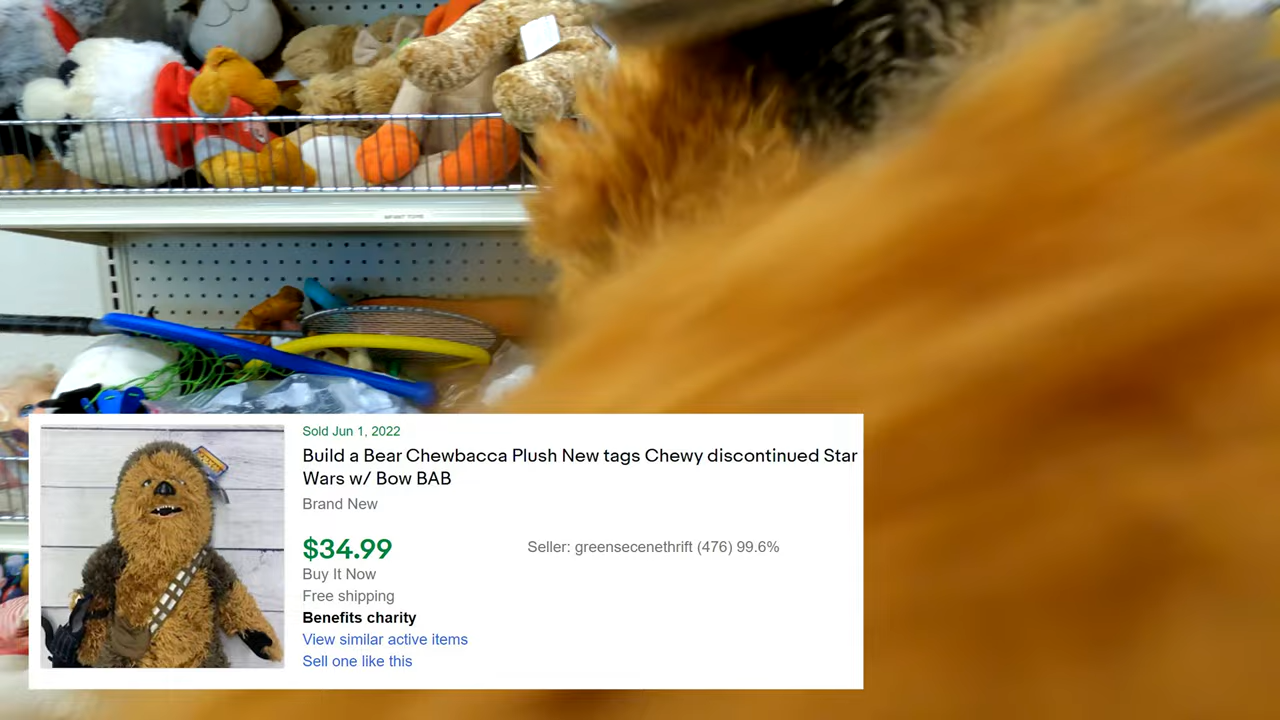 INFANT TOYS
Sold Jun 1, 2022
Build a Bear Chewbacca Plush New tags Chewy discontinued Star
Wars w/ Bow BAB
Brand New
$34.99
Seller: greensecenethrift (476) 99.6%
Buy It Now
Free shipping
Benefits charity
View similar active items
Sell one like this